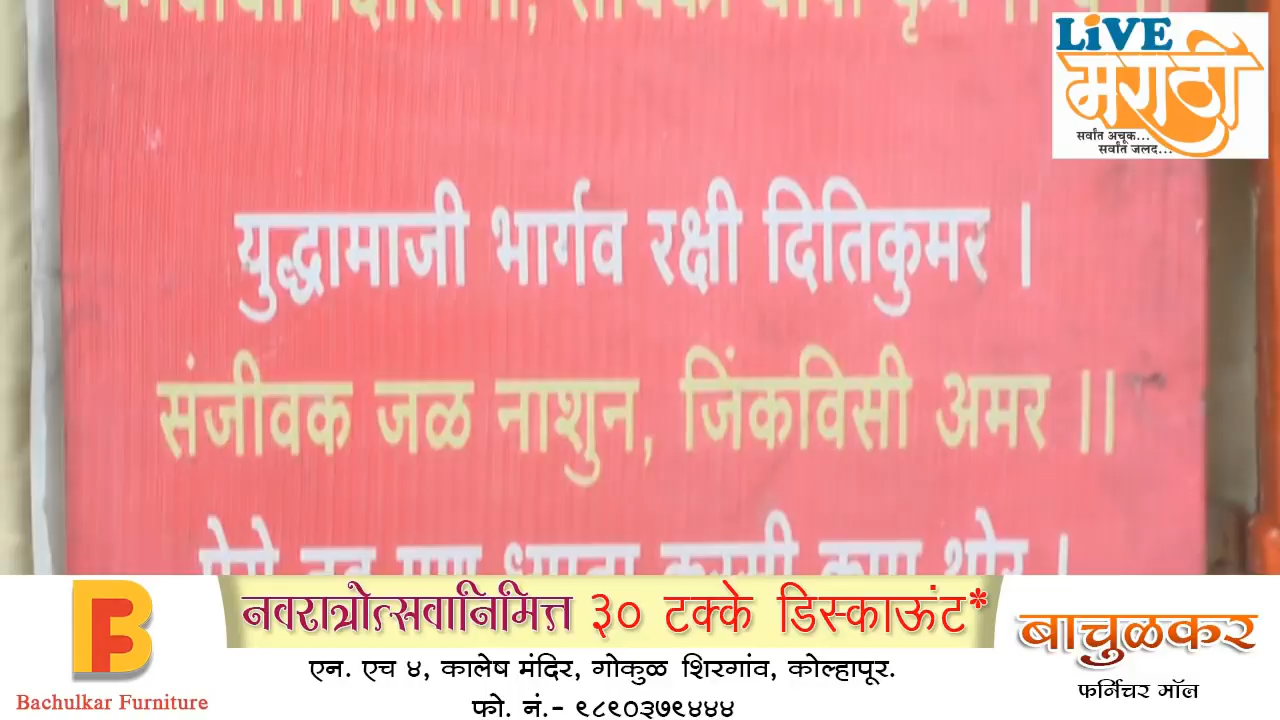 LiVE
मराठी
सर्वांत अचूक...
सर्वांत जलद...
युद्धामाजी भार्गव रक्षी दितिकुमर |
संजीवक जळ नाशुन, जिंकविसी अमर ||
नवरात्रोत्सवानिमित्त ३० टक्के डिस्काऊंट*
एन. एच ४, कालेष मंदिर, गोकुळ शिरगांव, कोल्हापूर.
फो. नं.- ९८९०३७९४४४
Bachulkar Furniture
बाचुळकर
फर्निचर मॉल